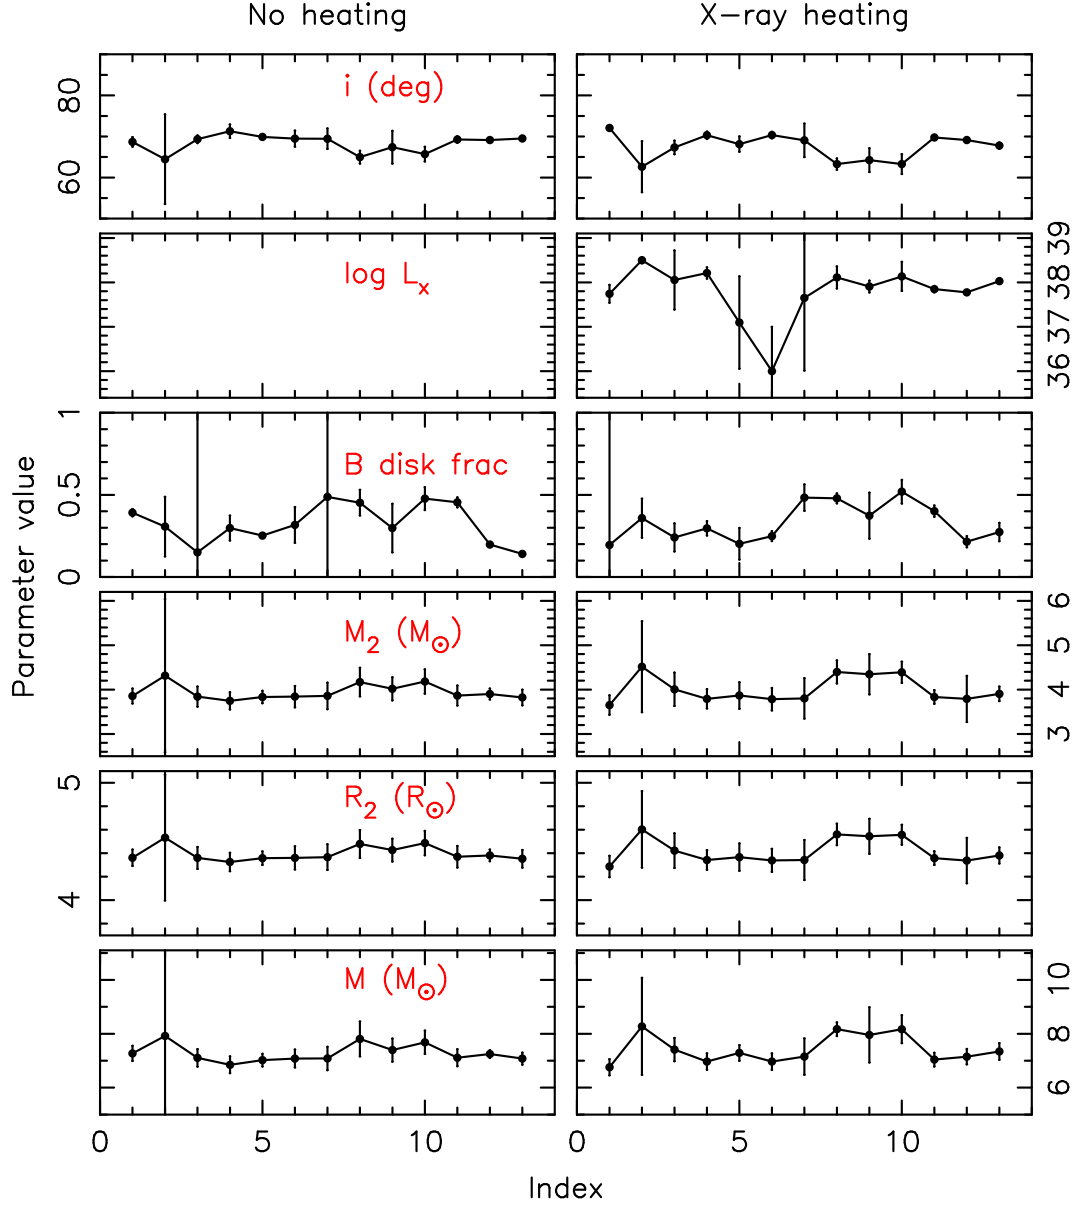 No heating
X-ray heating
i (deg)
80
60
log Lₓ
39
38
37
36
B disk frac
1
0.5
0
M₂ (M⊙)
6
5
4
3
R₂ (R⊙)
5
4
M (M⊙)
10
8
6
0 5 10
0 5 10
Parameter value
Index